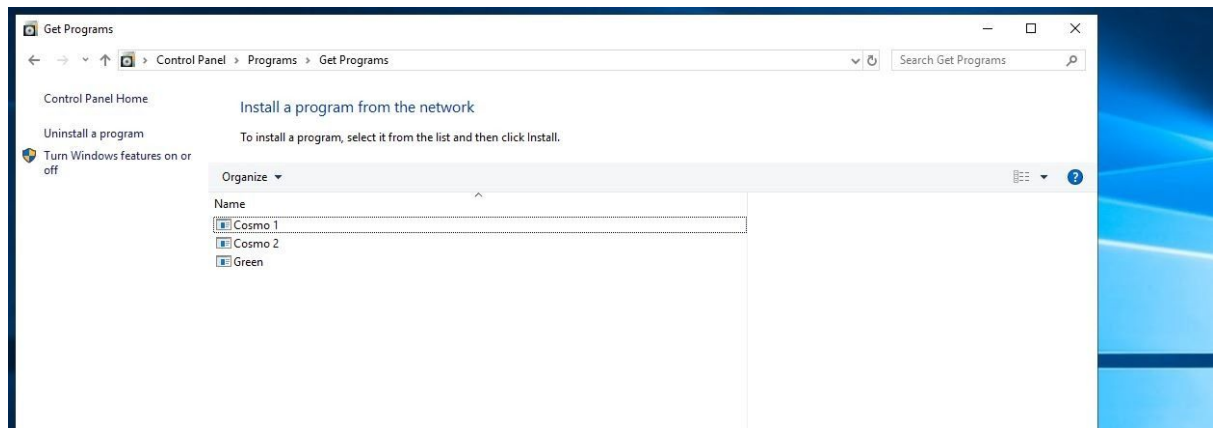 Get Programs
Control Panel > Programs > Get Programs
Search Get Programs
Control Panel Home
Uninstall a program
Turn Windows features on or
off
Install a program from the network
To install a program, select it from the list and then click Install.
Organize
Name
Cosmo 1
Cosmo 2
Green